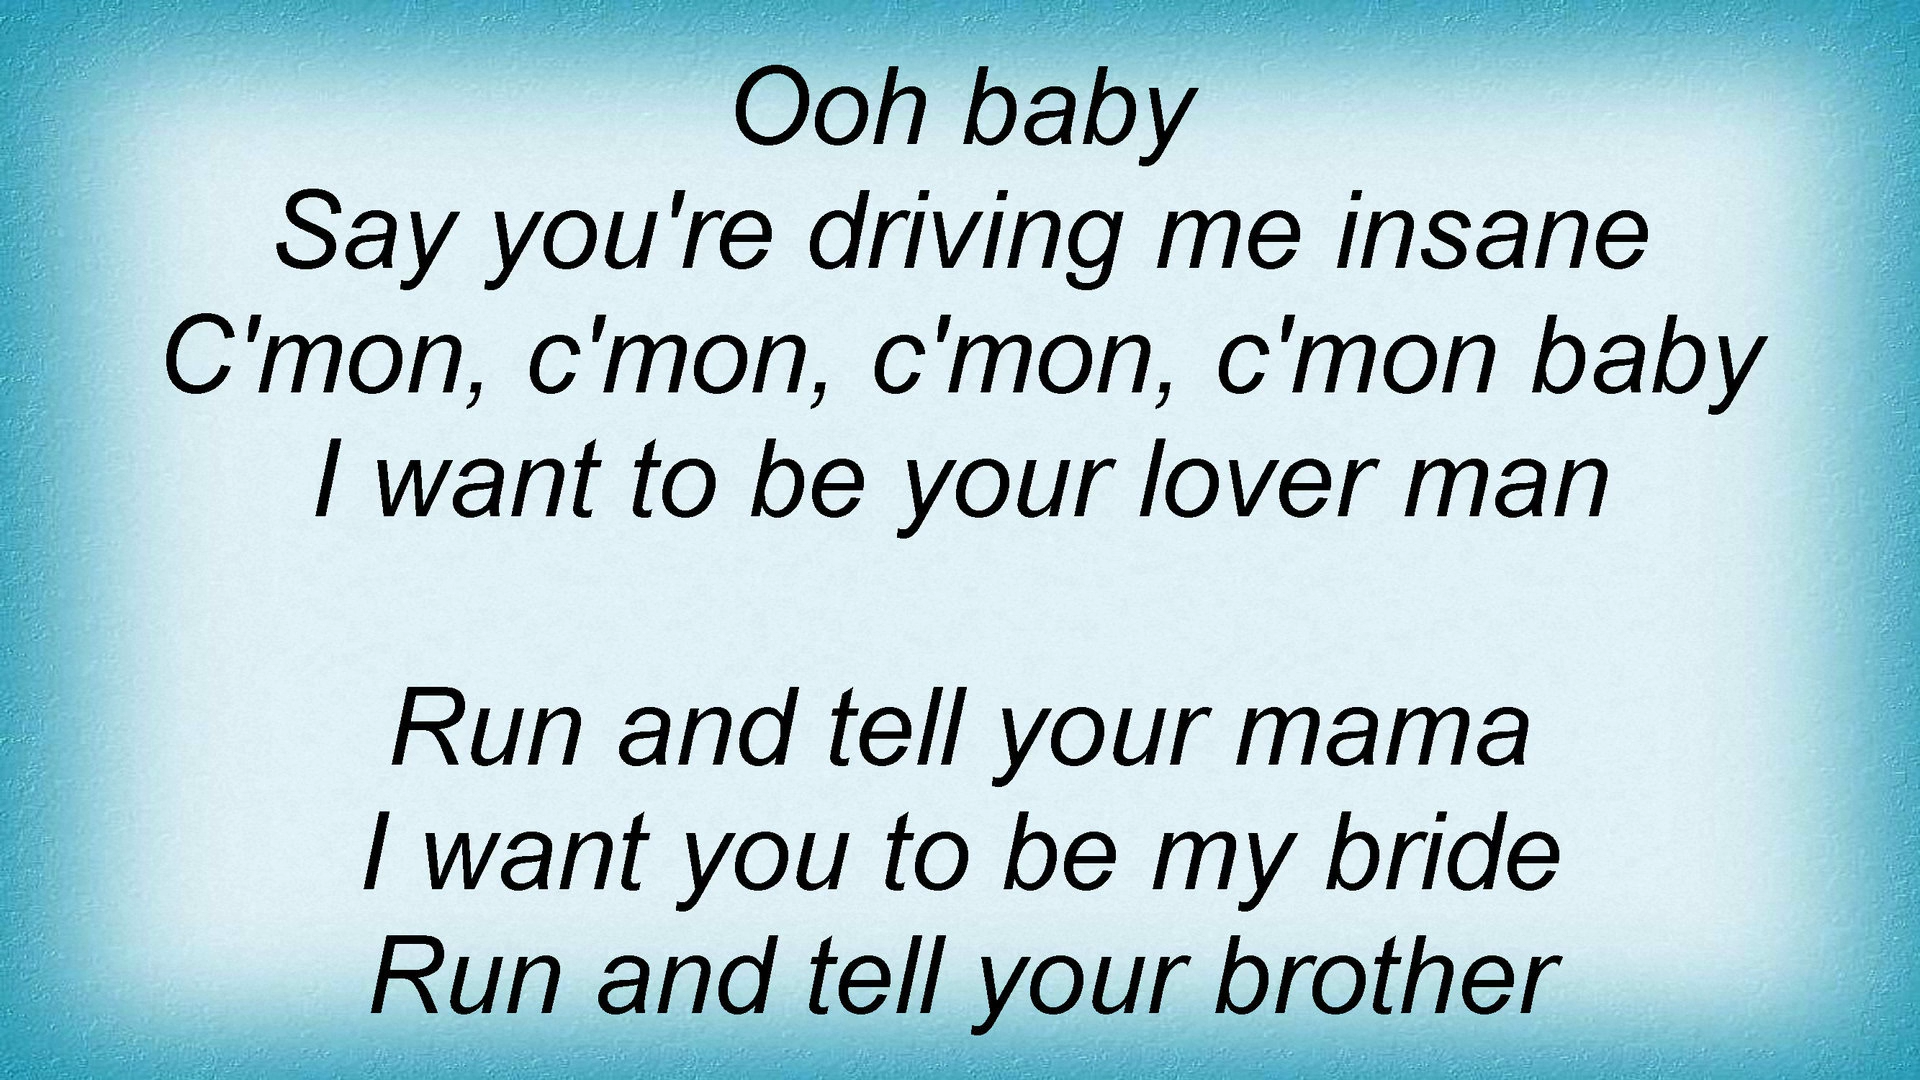 Ooh baby
Say you're driving me insane
C'mon, c'mon, c'mon, c'mon baby
I want to be your lover man
Run and tell your mama
I want you to be my bride
Run and tell your brother